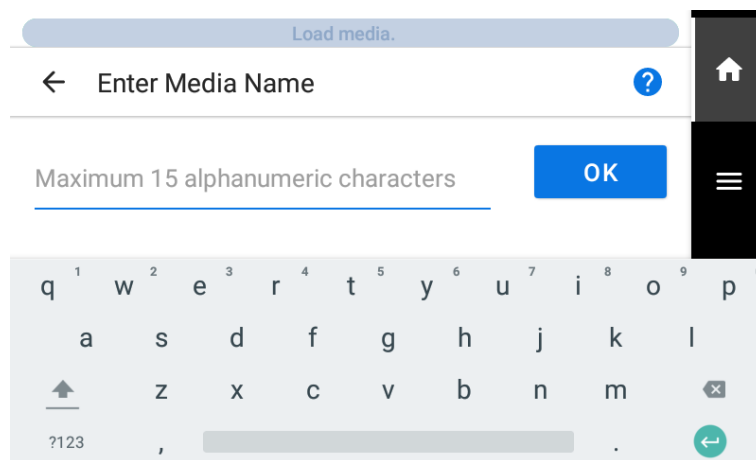 Load media.
Enter Media Name ?
Maximum 15 alphanumeric characters OK
q 1 w 2 e 3 r 4 t 5 y 6 u 7 i 8 o 9 p
a s d f g h j k l
z x c v b n m
?123 , .